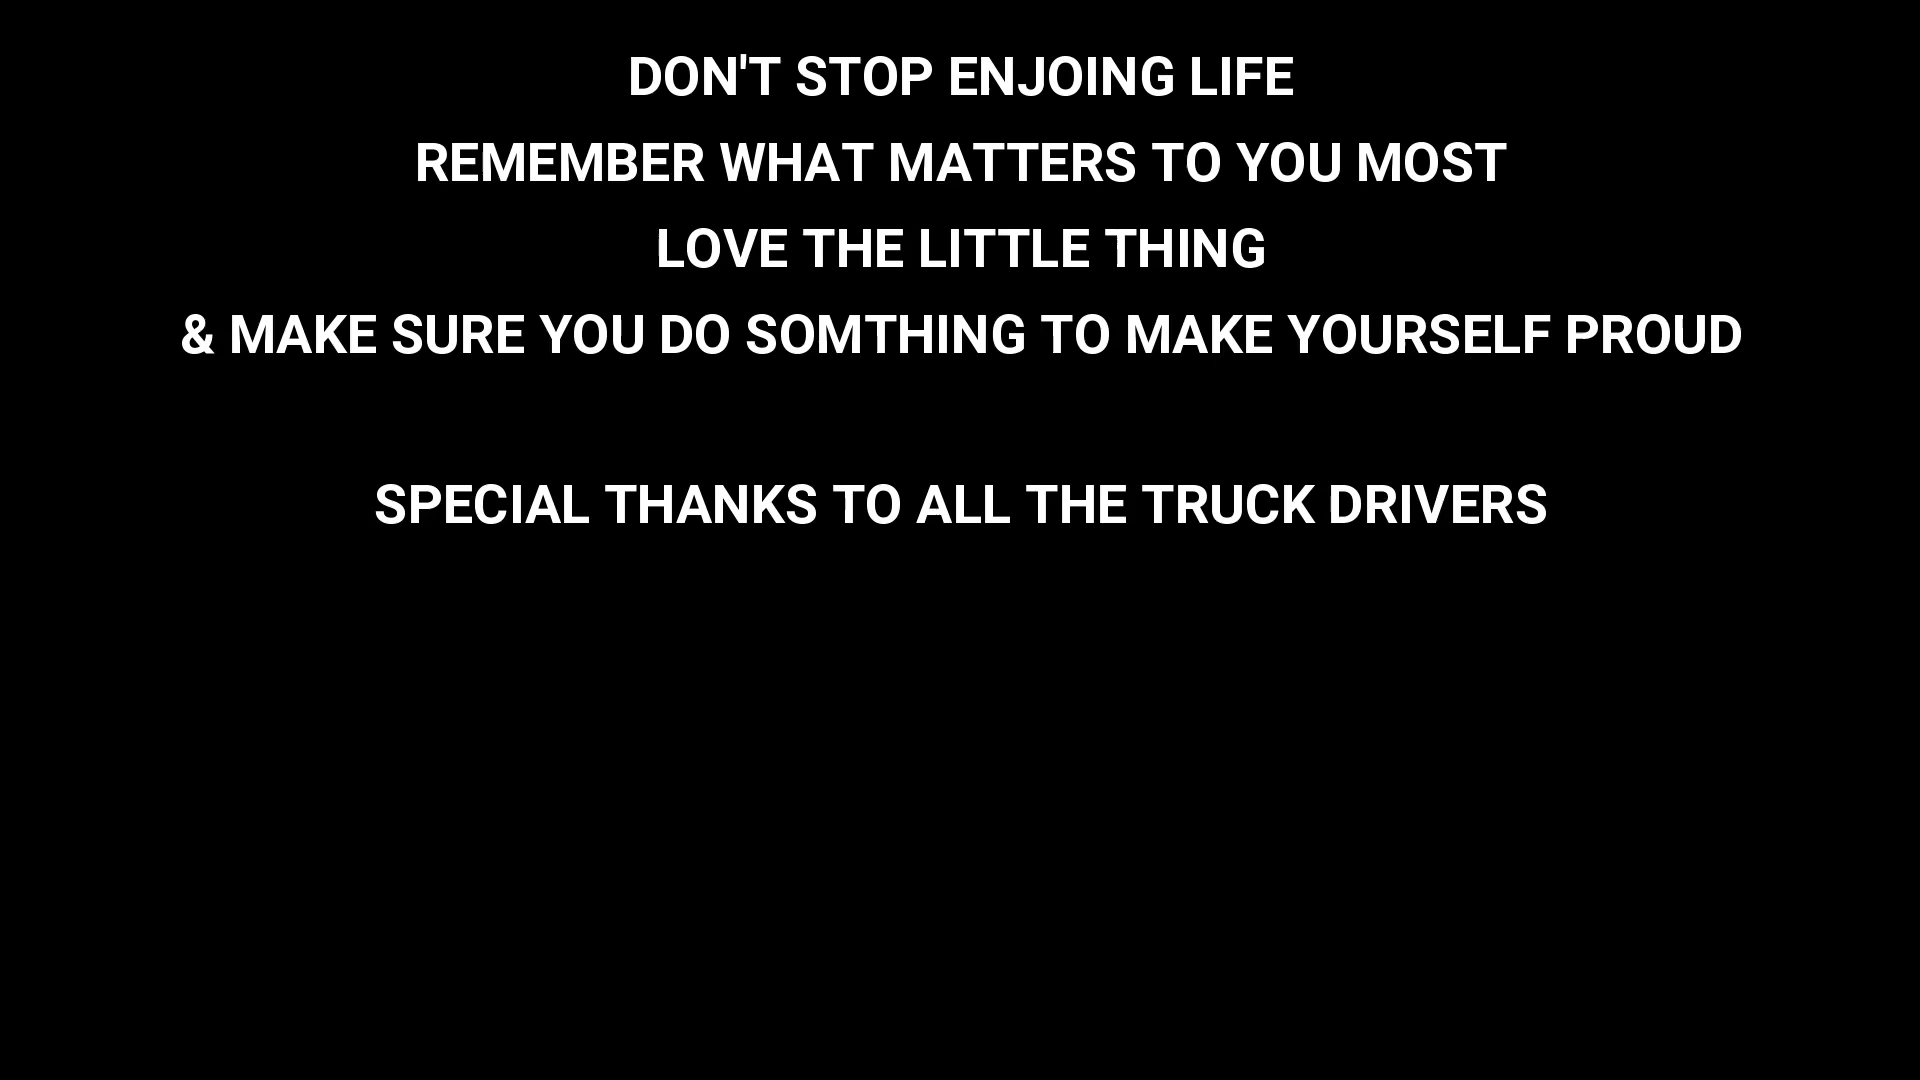 DON'T STOP ENJOING LIFE
REMEMBER WHAT MATTERS TO YOU MOST
LOVE THE LITTLE THING
& MAKE SURE YOU DO SOMTHING TO MAKE YOURSELF PROUD
SPECIAL THANKS TO ALL THE TRUCK DRIVERS